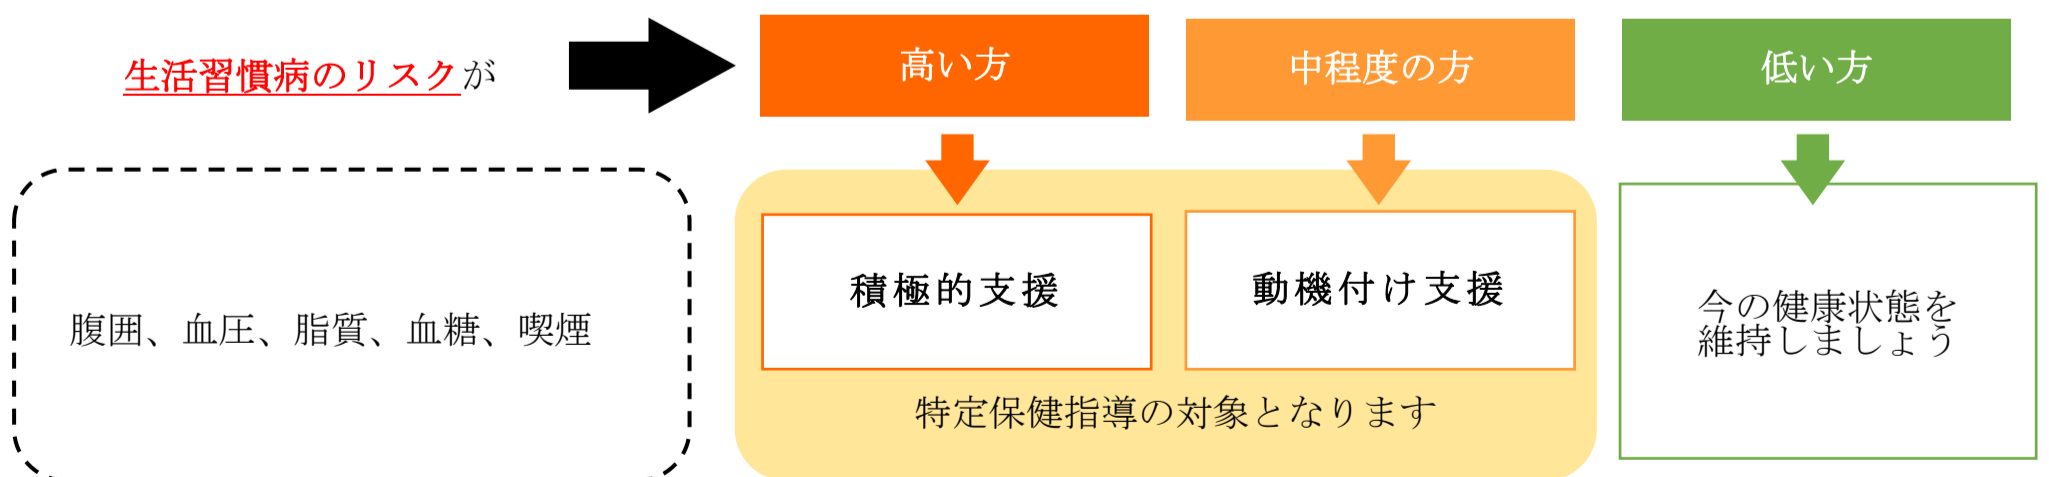 生活習慣病のリスクが
高い方
中程度の方
低い方
腹囲、血圧、脂質、血糖、喫煙
積極的支援
動機付け支援
特定保健指導の対象となります
今の健康状態を
維持しましょう